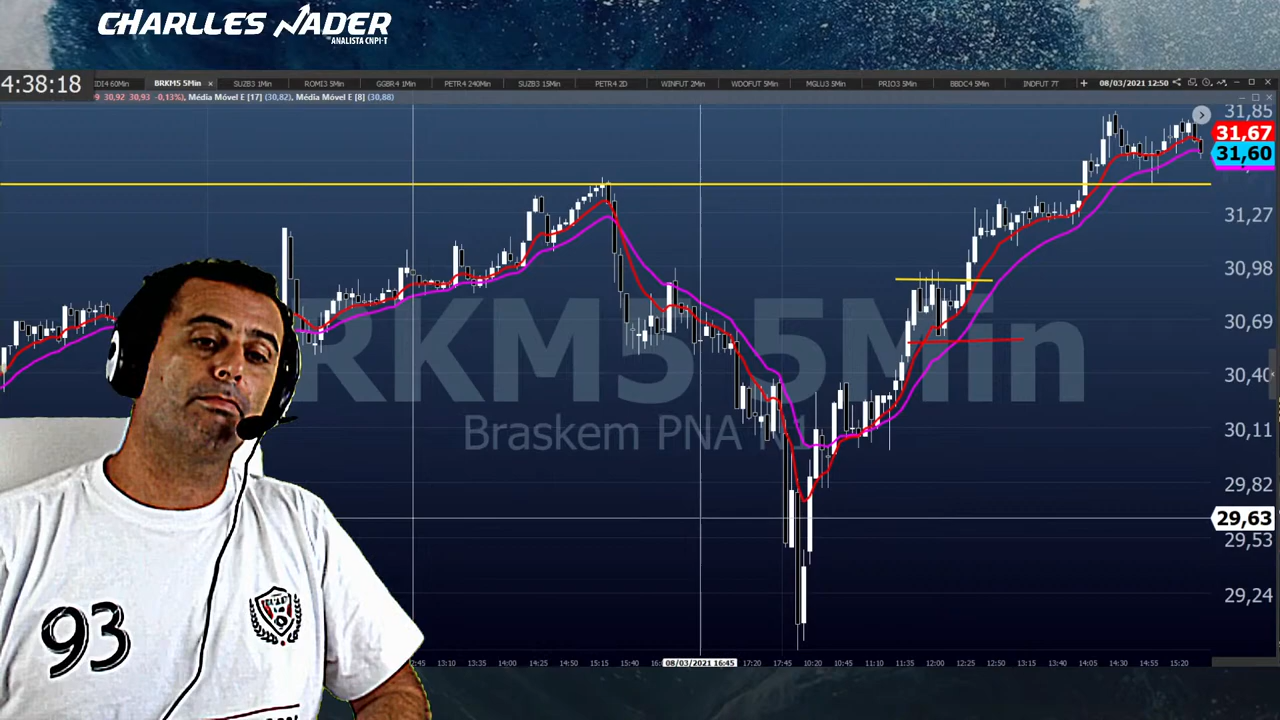 CHARLLES NADER
ANALISTA CNPI-T
4:38:18
DI4 60Min
BRKM5 5Min
SUZB3 1Min
ROMI3 5Min
GGBR4 1Min
PETR4 240Min
SUZB3 15Min
PETR4 2D
WINFUT 2Min
WDOFUT 5Min
MGLU3 5Min
PRIO3 5Min
BBDC4 5Min
INDFUT 7T
08/03/2021 12:50
9 30,92 30,93 -0,13%), Média Móvel E [17] (30,82), Média Móvel E [8] (30,88)
31,85
31,67
31,60
31,27
30,98
30,69
30,40
30,11
29,82
29,63
29,53
29,24
BRKM5 5Min
Braskem PNA N1
93
2:45 13:10 13:35 14:00 14:25 14:50 15:15 15:40 08/03/2021 16:45 17:20 17:45 10:20 10:45 11:10 11:35 12:00 12:25 12:50 13:15 13:40 14:05 14:30 14:55 15:20